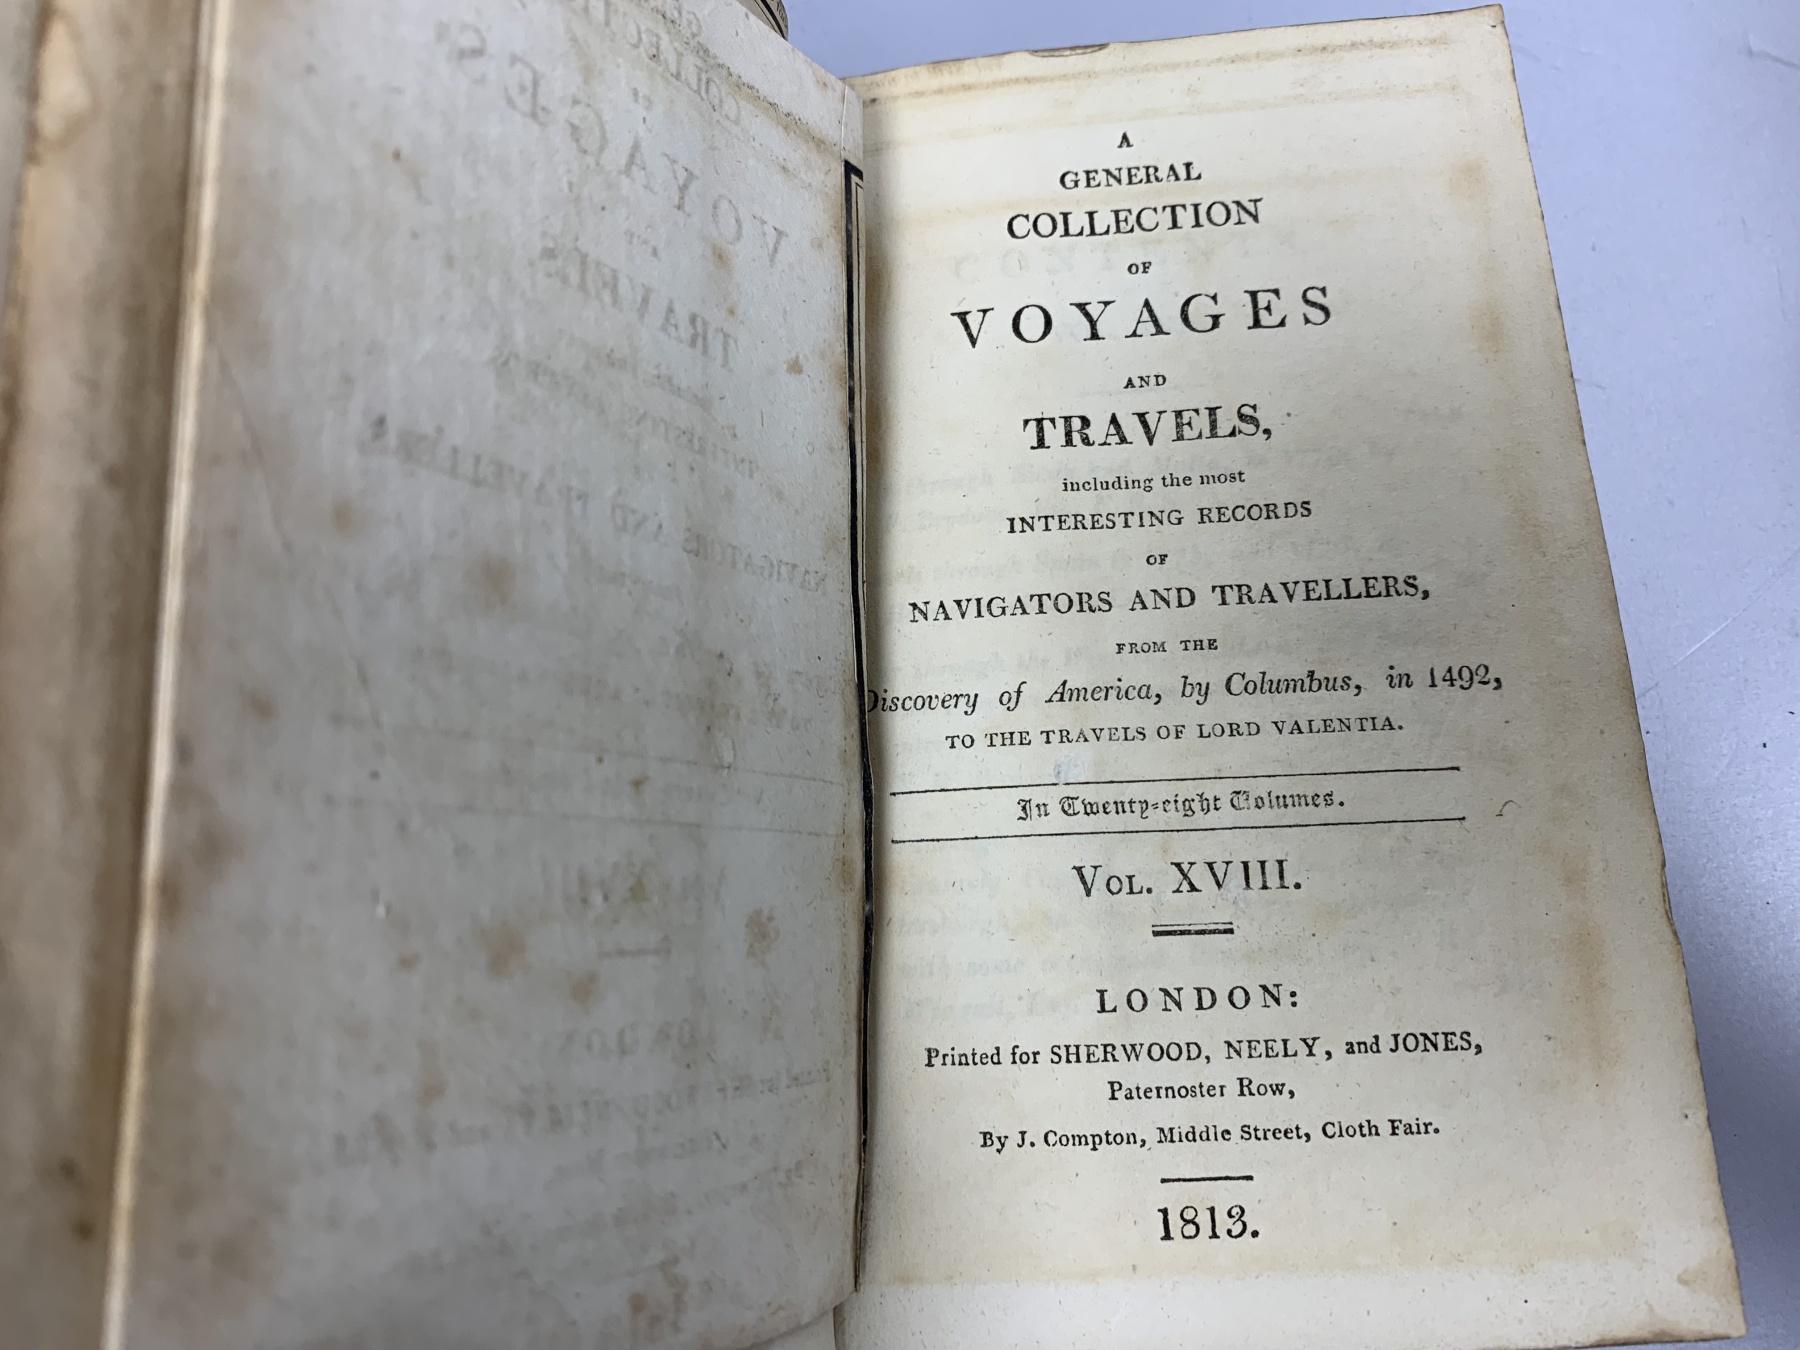 A
GENERAL
COLLECTION
OF
VOYAGES
AND
TRAVELS,
including the most
INTERESTING RECORDS
OF
NAVIGATORS AND TRAVELLERS,
FROM THE
Discovery of America, by Columbus, in 1492,
TO THE TRAVELS OF LORD VALENTIA.
In Twenty-eight Volumes.
VOL. XVIII.
LONDON:
Printed for SHERWOOD, NEELY, and JONES,
Paternoster Row,
By J. Compton, Middle Street, Cloth Fair.
1813.